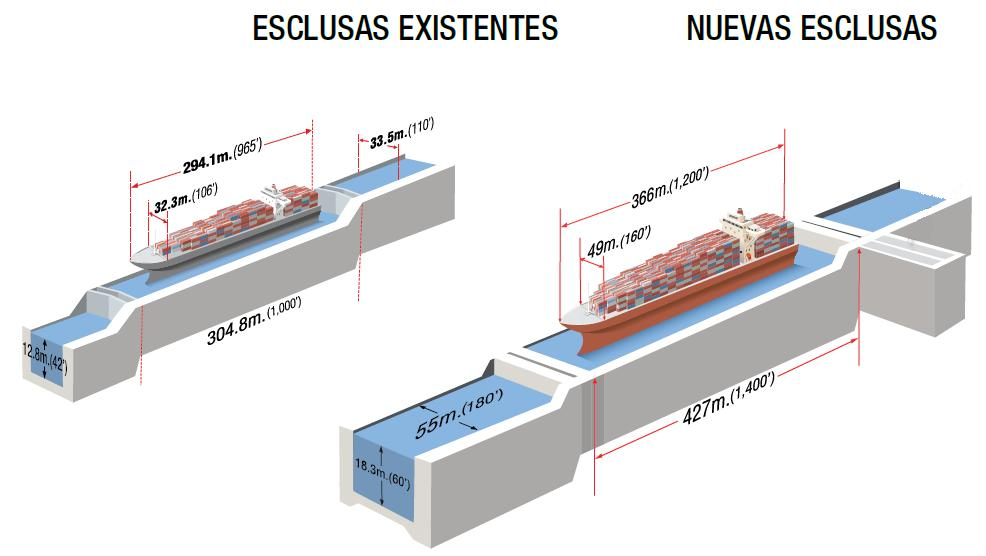 ESCLUSAS EXISTENTES
294.1m.(965')
33.5m.(110')
32.3m.(106')
304.8m.(1,000')
12.8m.(42')
NUEVAS ESCLUSAS
366m.(1,200')
49m.(160')
427m.(1,400')
55m.(180')
18.3m.(60')